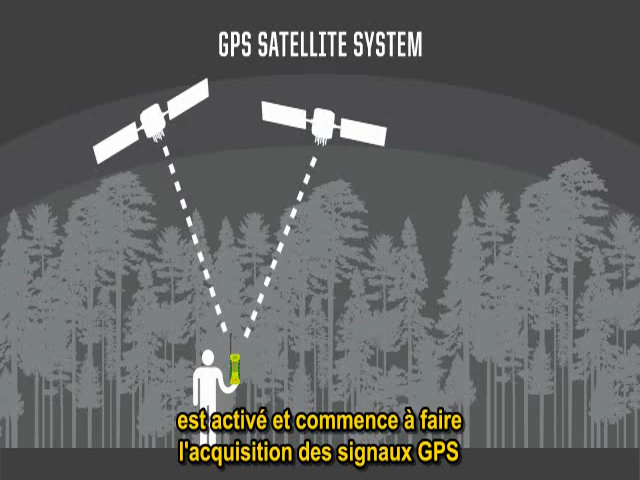 GPS SATELLITE SYSTEM
est activé et commence à faire
l'acquisition des signaux GPS